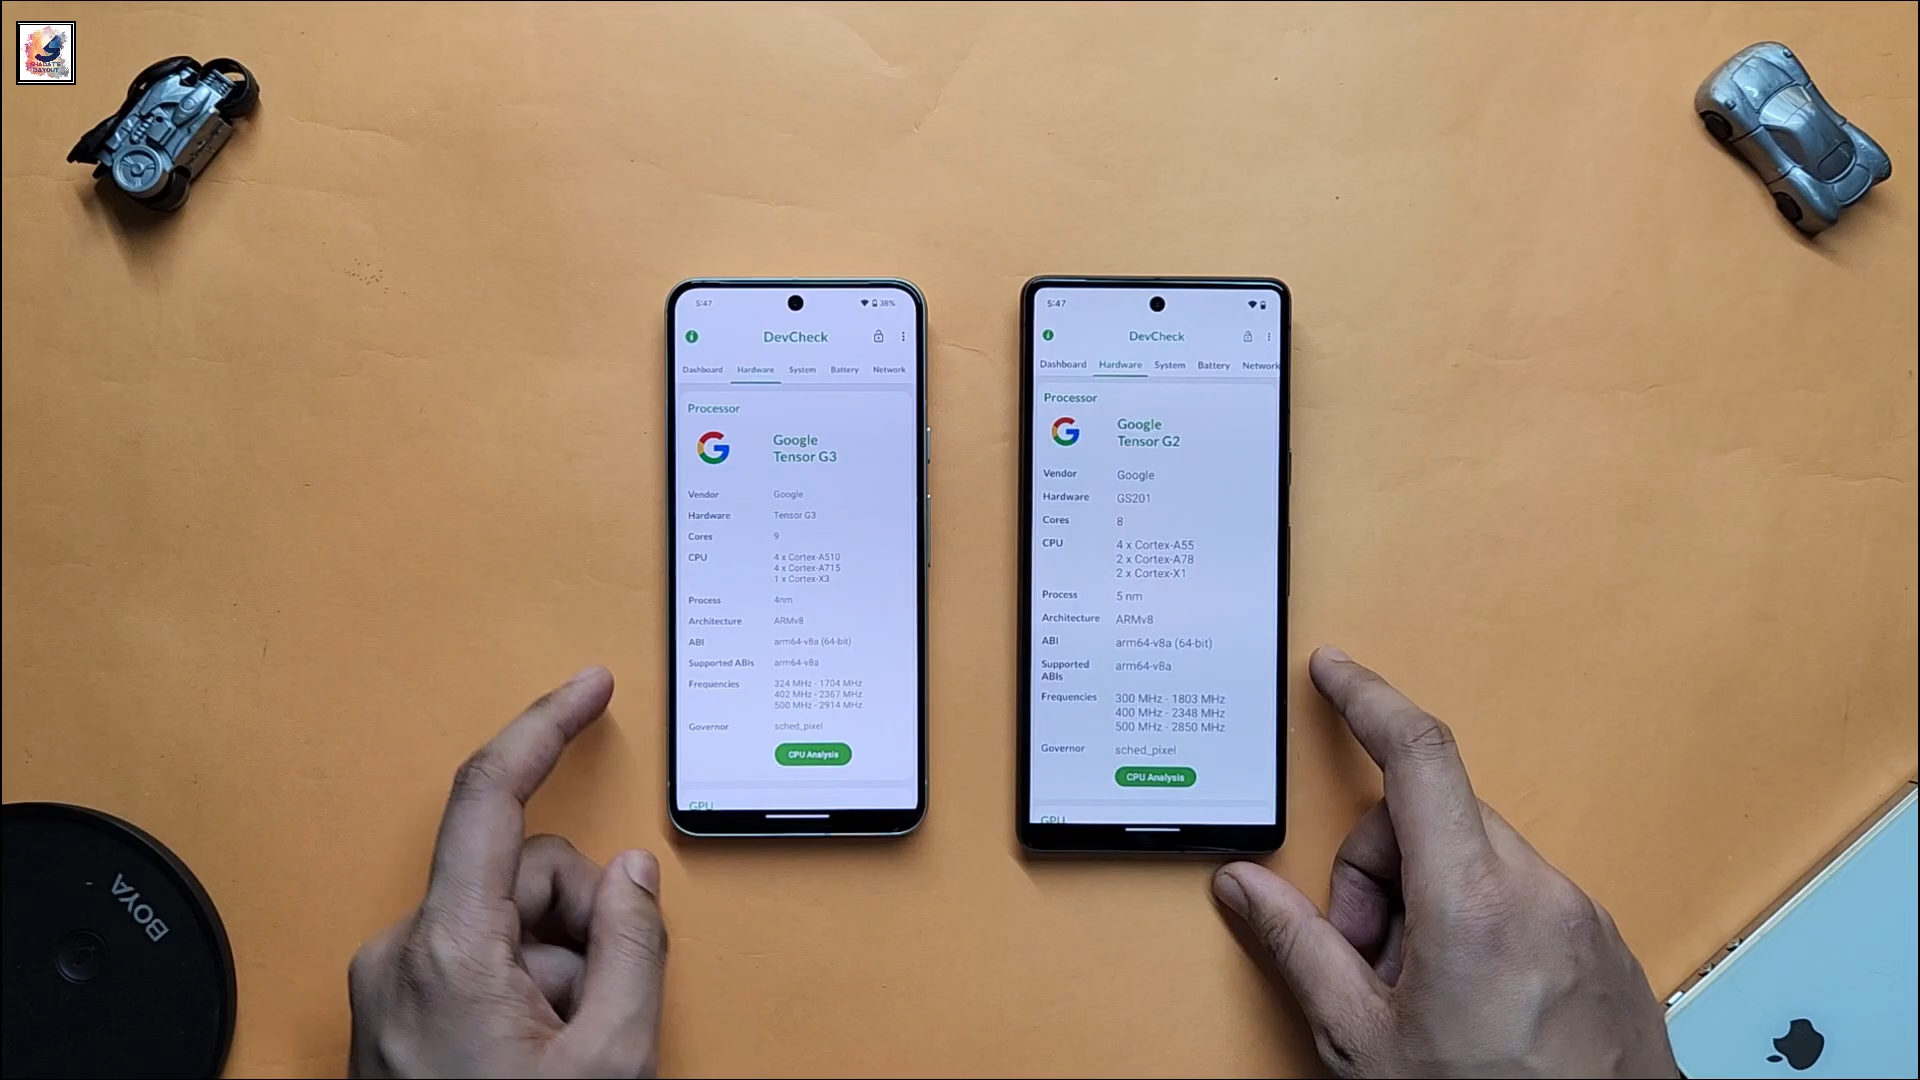 SHADAT'S
DAYOUT
5:47
38%
DevCheck
Dashboard Hardware System Battery Network
Processor
Google
Tensor G3
Vendor Google
Hardware Tensor G3
Cores 9
CPU 4 x Cortex-A510
4 x Cortex-A715
1 x Cortex-X3
Process 4nm
Architecture ARMv8
ABI arm64-v8a (64-bit)
Supported ABIs arm64-v8a
Frequencies 324 MHz - 1704 MHz
402 MHz - 2367 MHz
500 MHz - 2914 MHz
Governor sched_pixel
CPU Analysis
GPU
5:47
DevCheck
Dashboard Hardware System Battery Network
Processor
Google
Tensor G2
Vendor Google
Hardware GS201
Cores 8
CPU 4 x Cortex-A55
2 x Cortex-A78
2 x Cortex-X1
Process 5 nm
Architecture ARMv8
ABI arm64-v8a (64-bit)
Supported
ABIs
arm64-v8a
Frequencies 300 MHz - 1803 MHz
400 MHz - 2348 MHz
500 MHz - 2850 MHz
Governor sched_pixel
CPU Analysis
GPU
BOYA